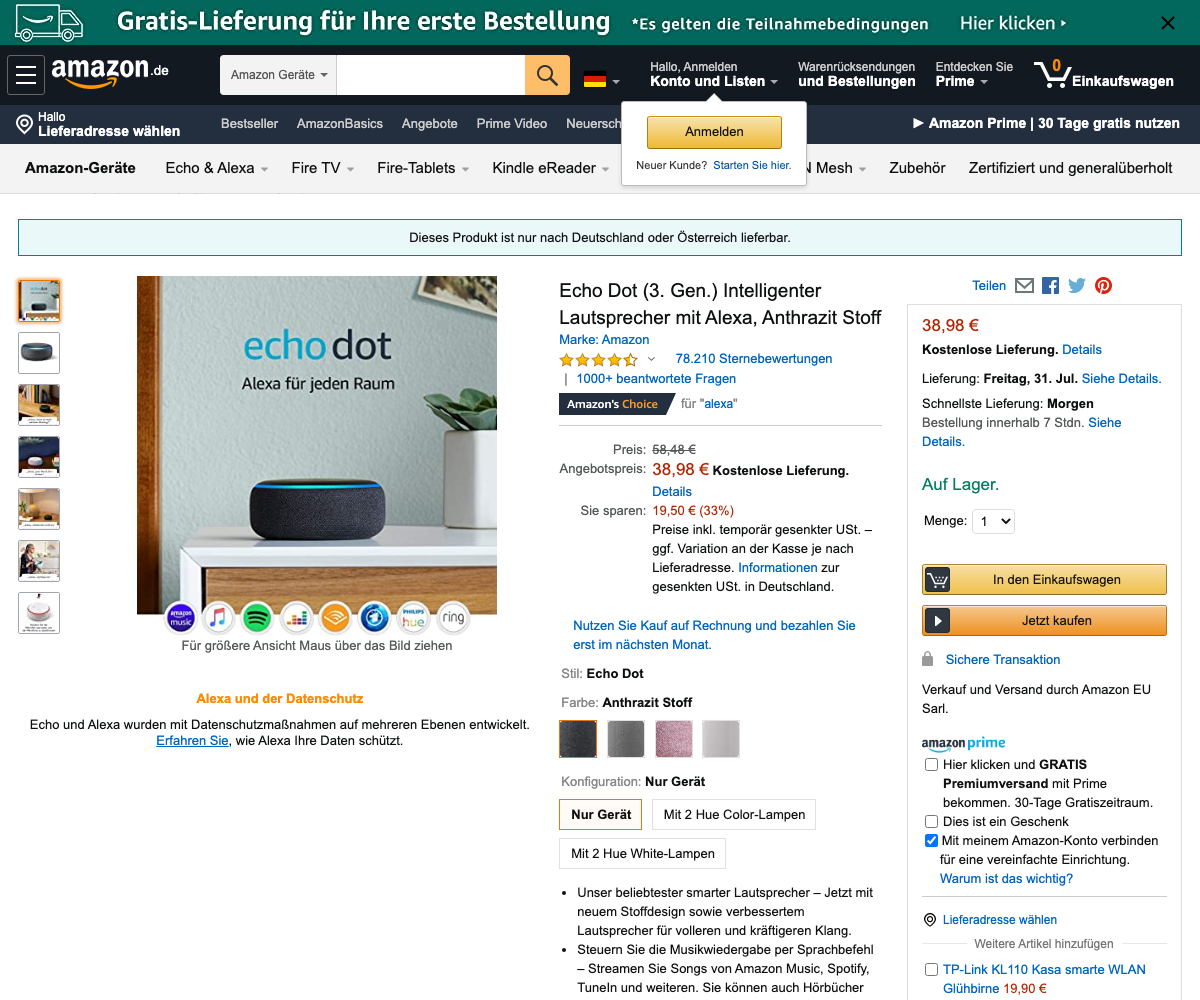 Gratis-Lieferung für Ihre erste Bestellung *Es gelten die Teilnahmebedingungen Hier klicken
amazon.de
Amazon Geräte
Hallo, Anmelden
Konto und Listen
Warenrücksendungen
und Bestellungen
Entdecken Sie
Prime
0
Einkaufswagen
Hallo
Lieferadresse wählen
Bestseller AmazonBasics Angebote Prime Video Neuersch
Amazon Prime | 30 Tage gratis nutzen
Anmelden
Neuer Kunde? Starten Sie hier.
Amazon-Geräte Echo & Alexa Fire TV Fire-Tablets Kindle eReader N Mesh Zubehör Zertifiziert und generalüberholt
Dieses Produkt ist nur nach Deutschland oder Österreich lieferbar.
echo dot
Alexa für jeden Raum
amazon music
PHILIPS hue
ring
Für größere Ansicht Maus über das Bild ziehen
Alexa und der Datenschutz
Echo und Alexa wurden mit Datenschutzmaßnahmen auf mehreren Ebenen entwickelt.
Erfahren Sie, wie Alexa Ihre Daten schützt.
Echo Dot (3. Gen.) Intelligenter
Lautsprecher mit Alexa, Anthrazit Stoff
Marke: Amazon
78.210 Sternebewertungen
| 1000+ beantwortete Fragen
Amazon's Choice für "alexa"
Preis: 58,48 €
Angebotspreis: 38,98 € Kostenlose Lieferung.
Details
Sie sparen: 19,50 € (33%)
Preise inkl. temporär gesenkter USt. –
ggf. Variation an der Kasse je nach
Lieferadresse. Informationen zur
gesenkten USt. in Deutschland.
Nutzen Sie Kauf auf Rechnung und bezahlen Sie
erst im nächsten Monat.
Stil: Echo Dot
Farbe: Anthrazit Stoff
Konfiguration: Nur Gerät
Nur Gerät Mit 2 Hue Color-Lampen
Mit 2 Hue White-Lampen
• Unser beliebtester smarter Lautsprecher – Jetzt mit
neuem Stoffdesign sowie verbessertem
Lautsprecher für volleren und kräftigeren Klang.
• Steuern Sie die Musikwiedergabe per Sprachbefehl
– Streamen Sie Songs von Amazon Music, Spotify,
TuneIn und weiteren. Sie können auch Hörbücher
Teilen
38,98 €
Kostenlose Lieferung. Details
Lieferung: Freitag, 31. Jul. Siehe Details.
Schnellste Lieferung: Morgen
Bestellung innerhalb 7 Stdn. Siehe
Details.
Auf Lager.
Menge: 1
In den Einkaufswagen
Jetzt kaufen
Sichere Transaktion
Verkauf und Versand durch Amazon EU
Sarl.
amazon prime
Hier klicken und GRATIS
Premiumversand mit Prime
bekommen. 30-Tage Gratiszeitraum.
Dies ist ein Geschenk
Mit meinem Amazon-Konto verbinden
für eine vereinfachte Einrichtung.
Warum ist das wichtig?
Lieferadresse wählen
Weitere Artikel hinzufügen
TP-Link KL110 Kasa smarte WLAN
Glühbirne 19,90 €